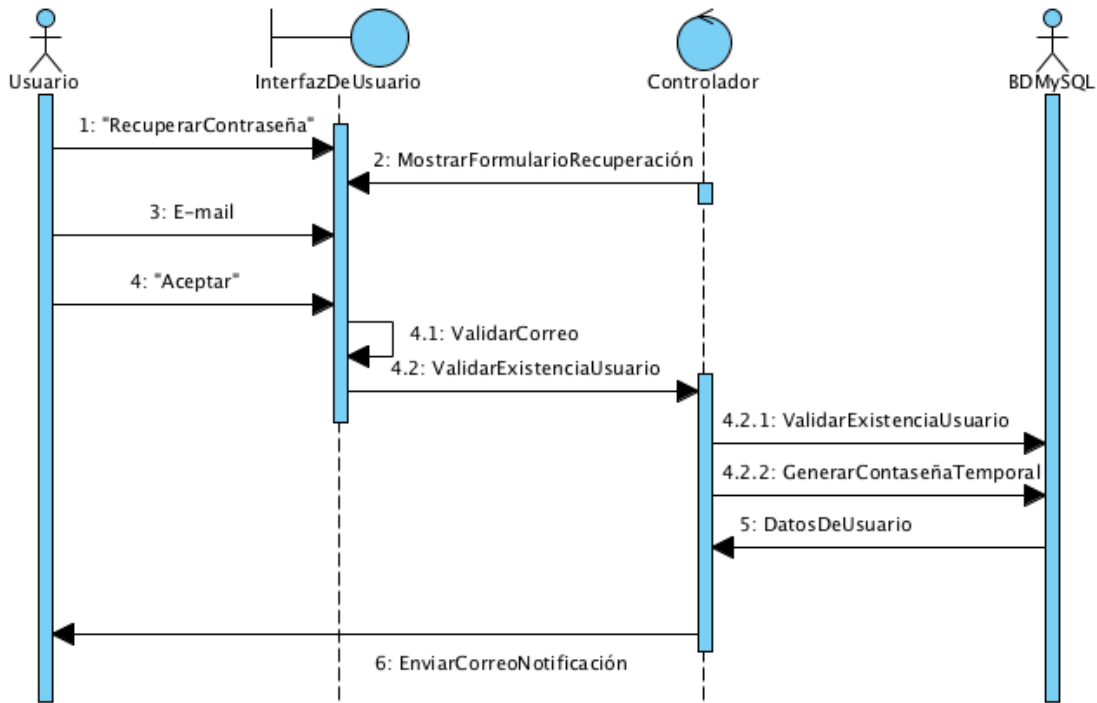 Usuario
InterfazDeUsuario
Controlador
BDMySQL
1: "RecuperarContraseña"
2: MostrarFormularioRecuperación
3: E-mail
4: "Aceptar"
4.1: ValidarCorreo
4.2: ValidarExistenciaUsuario
4.2.1: ValidarExistenciaUsuario
4.2.2: GenerarContaseñaTemporal
5: DatosDeUsuario
6: EnviarCorreoNotificación